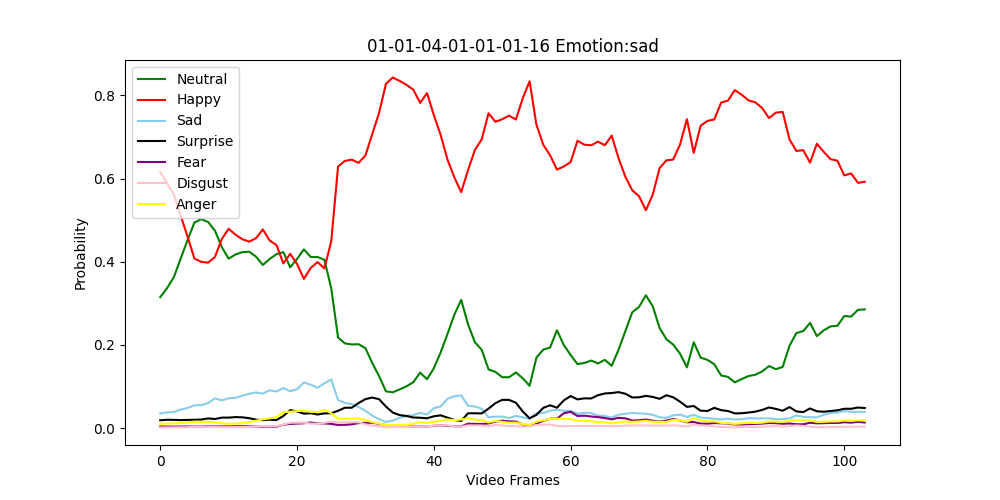 01-01-04-01-01-01-16 Emotion:sad
Neutral
Happy
Sad
Surprise
Fear
Disgust
Anger
Probability
0.8
0.6
0.4
0.2
0.0
0 20 40 60 80 100
Video Frames